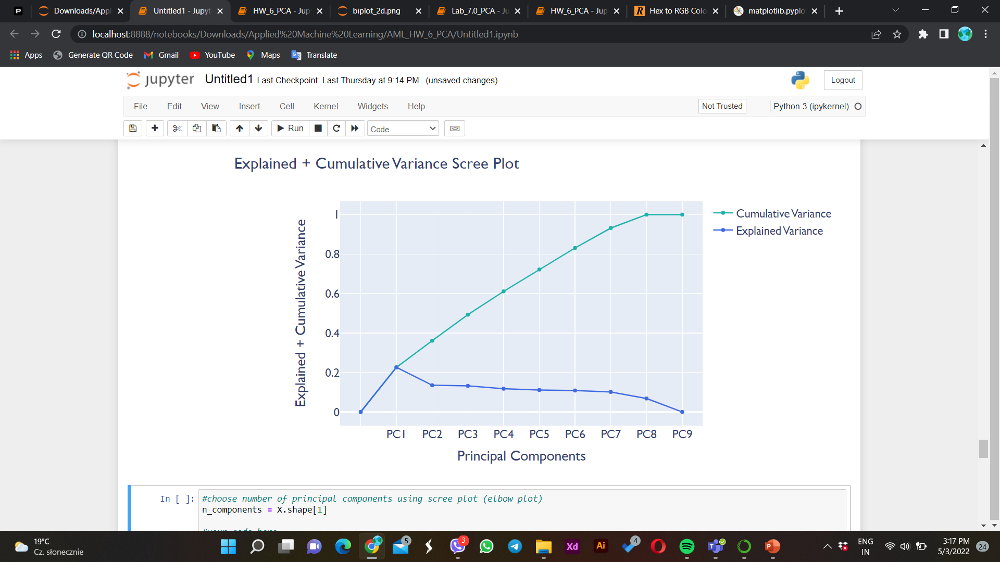 Downloads/Appl
Untitled1 - Jupyt
HW_6_PCA - Jup
biplot_2d.png
Lab_7.0_PCA - Ju
HW_6_PCA - Jup
Hex to RGB Colo
matplotlib.pyplo
localhost:8888/notebooks/Downloads/Applied%20Machine%20Learning/AML_HW_6_PCA/Untitled1.ipynb
Apps
Generate QR Code
Gmail
YouTube
Maps
Translate
jupyter
Untitled1 Last Checkpoint: Last Thursday at 9:14 PM (unsaved changes)
Logout
File Edit View Insert Cell Kernel Widgets Help
Not Trusted
Python 3 (ipykernel)
Run
Code
Explained + Cumulative Variance Scree Plot
Explained + Cumulative Variance
1
0.8
0.6
0.4
0.2
0
Cumulative Variance
Explained Variance
PC1 PC2 PC3 PC4 PC5 PC6 PC7 PC8 PC9
Principal Components
In [ ]: #choose number of principal components using scree plot (elbow plot)
n_components = X.shape[1]
19°C
Cz. słonecznie
5
3
Xd
Ai
4
P
ENG
IN
3:17 PM
5/3/2022
24